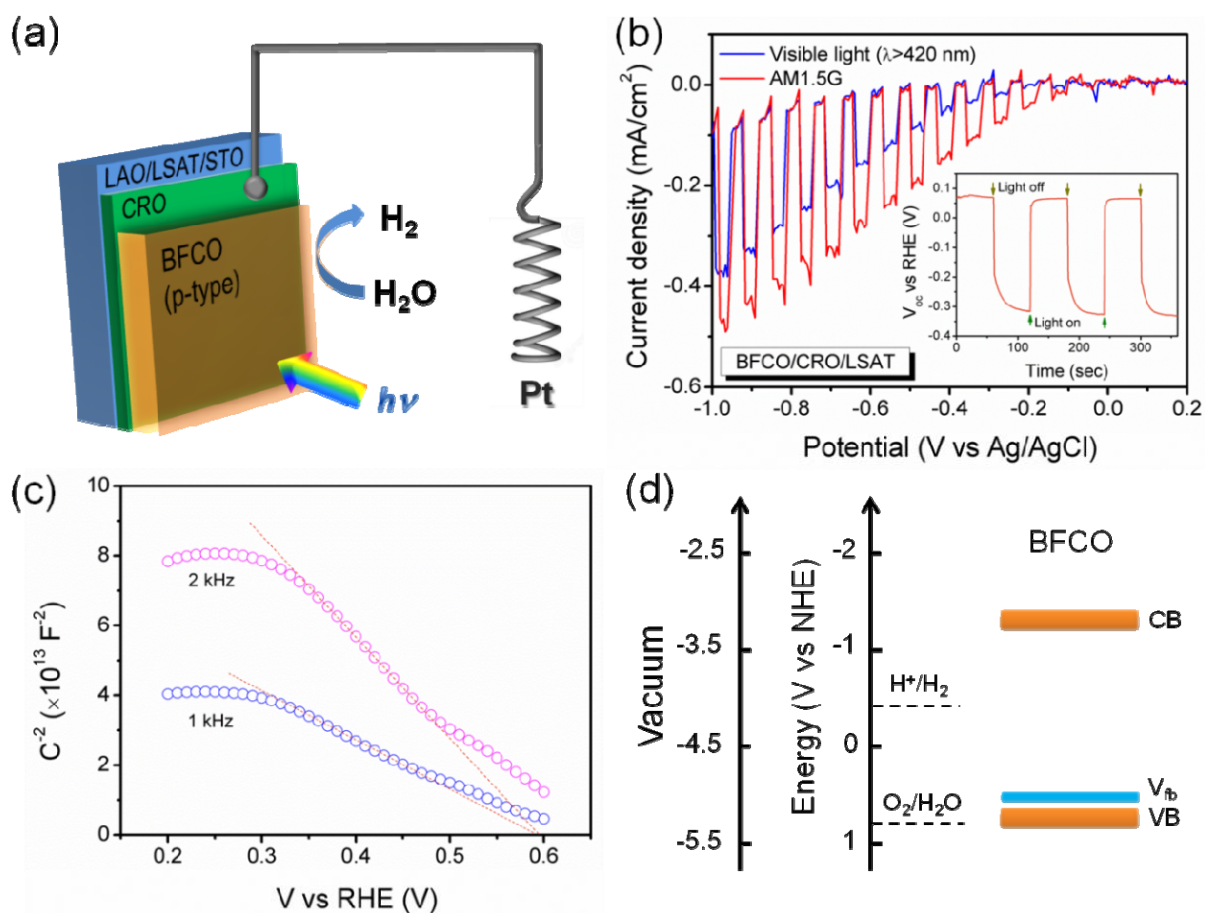 (a)
LAO/LSAT/STO
CRO
BFCO
(p-type)
H₂
H₂O
hν
Pt
(b)
Visible light (λ>420 nm)
AM1.5G
Current density (mA/cm²)
0.0
-0.2
-0.4
-0.6
-1.0 -0.8 -0.6 -0.4 -0.2 0.0 0.2
Potential (V vs Ag/AgCl)
BFCO/CRO/LSAT
V_oc vs RHE (V)
0.1
0.0
-0.1
-0.2
-0.3
-0.4
Light off
Light on
0 100 200 300
Time (sec)
(c)
C⁻² (×10¹³ F⁻²)
10
8
6
4
2
0
2 kHz
1 kHz
0.2 0.3 0.4 0.5 0.6
V vs RHE (V)
(d)
Vacuum
-2.5
-3.5
-4.5
-5.5
Energy (V vs NHE)
-2
-1
0
1
H⁺/H₂
O₂/H₂O
BFCO
CB
V_fb
VB